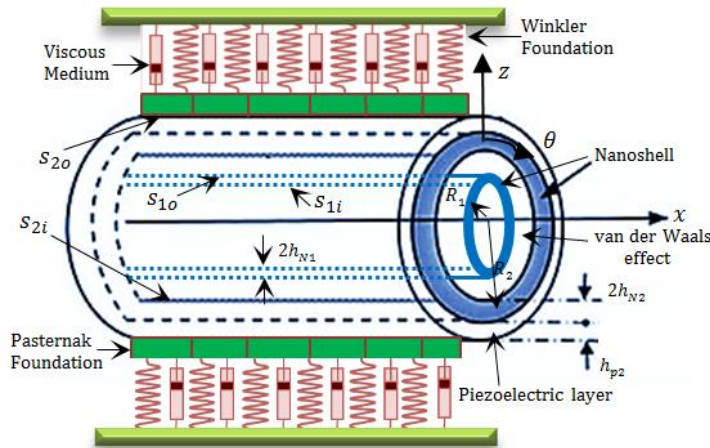 Viscous
Medium
Winkler
Foundation
z
θ
Nanoshell
s₂ₒ
s₁ₒ
s₁ᵢ
R₁
x
s₂ᵢ
2hₙ₁
van der Waals
effect
R₂
2hₙ₂
Pasternak
Foundation
hₚ₂
Piezoelectric layer